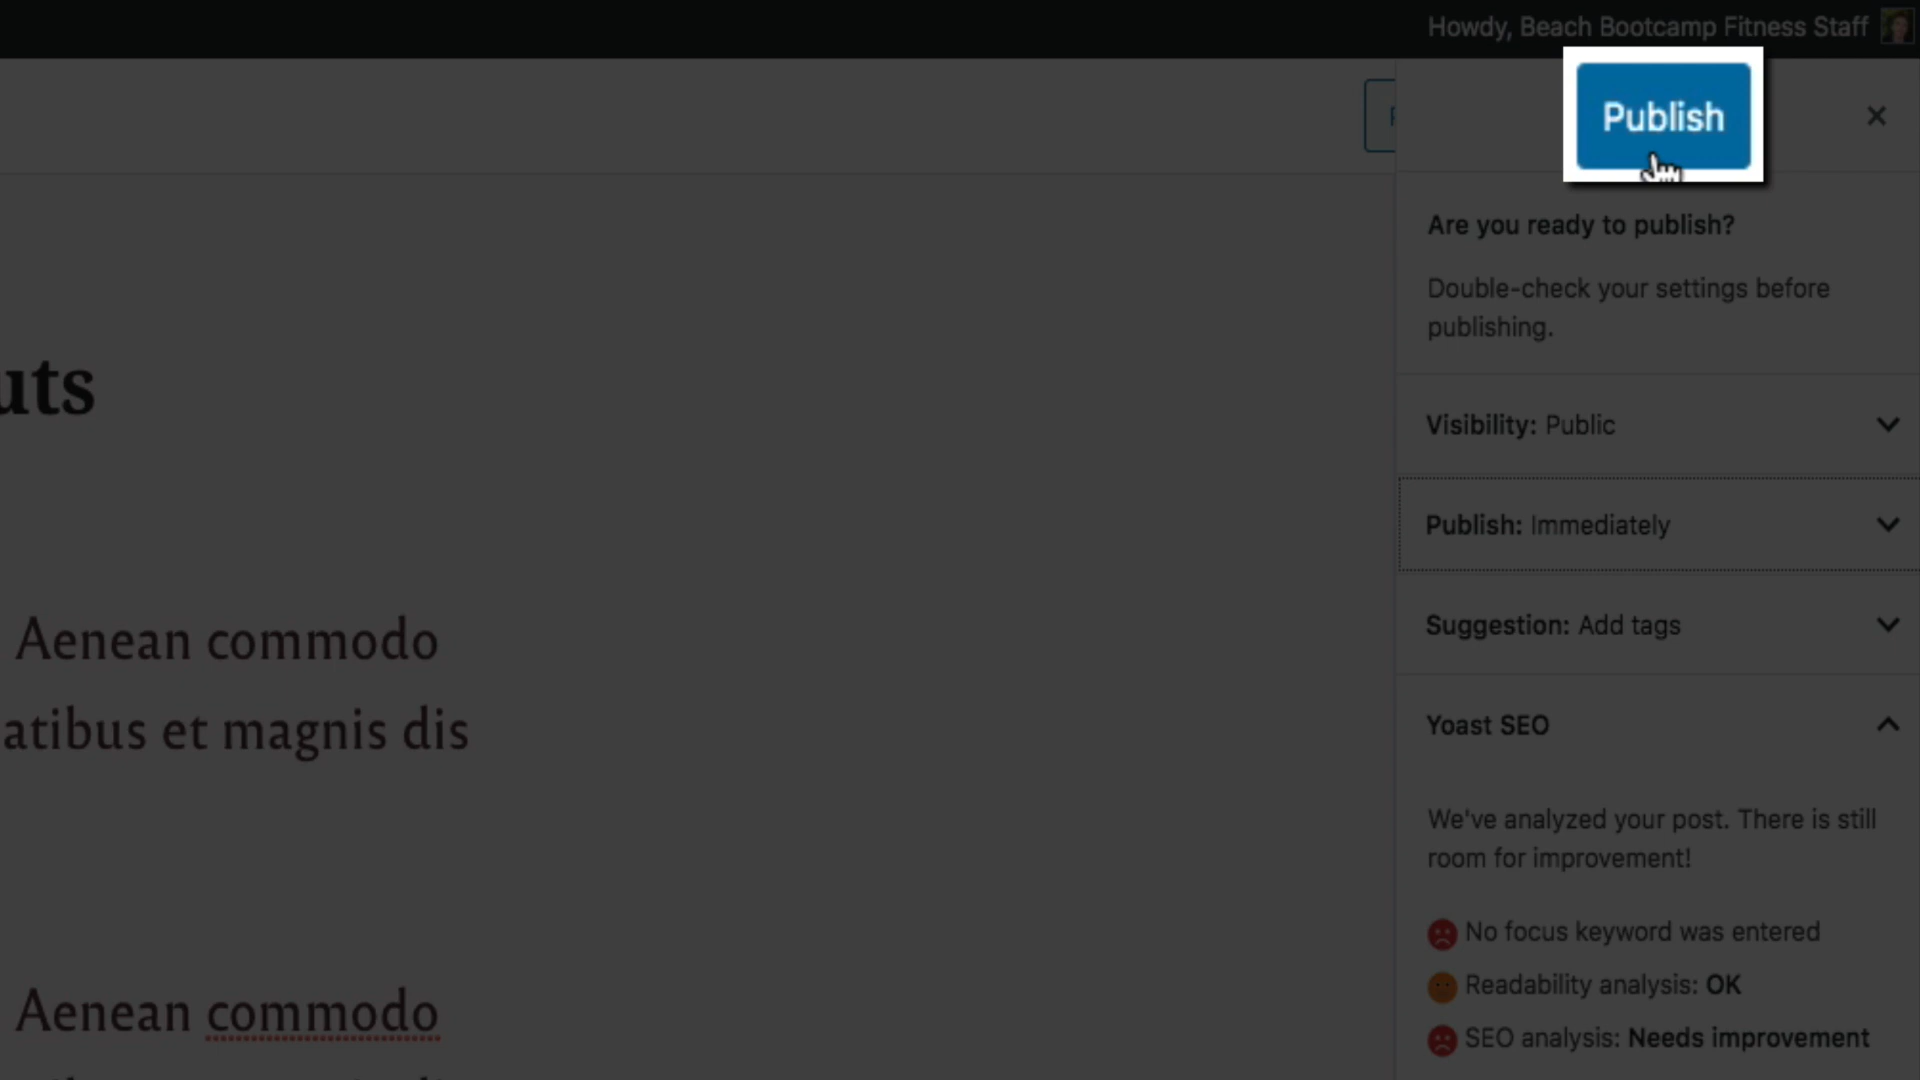 Howdy, Beach Bootcamp Fitness Staff
Publish
Are you ready to publish?
Double-check your settings before
publishing.
uts
Visibility: Public
Publish: Immediately
Suggestion: Add tags
Aenean commodo
atibus et magnis dis
Yoast SEO
We've analyzed your post. There is still
room for improvement!
No focus keyword was entered
Readability analysis: OK
Aenean commodo
SEO analysis: Needs improvement